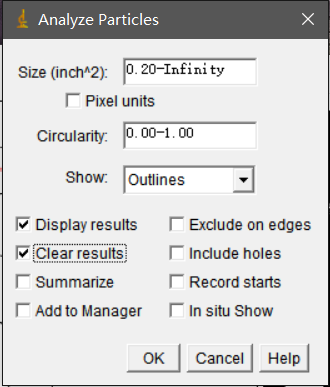 Analyze Particles
Size (inch^2): 0.20-Infinity
Pixel units
Circularity: 0.00-1.00
Show: Outlines
Display results Exclude on edges
Clear results Include holes
Summarize Record starts
Add to Manager In situ Show
OK Cancel Help